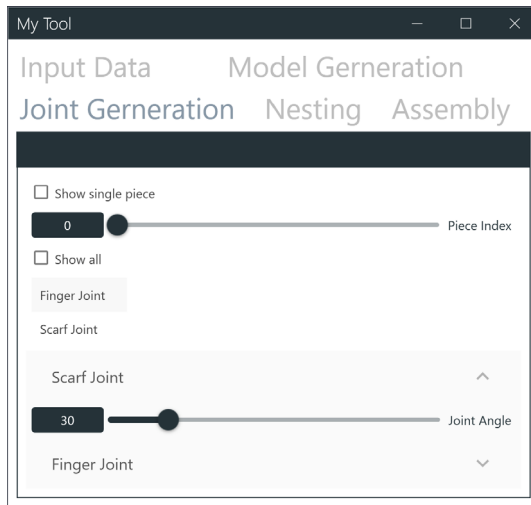 My Tool
Input Data Model Gerneration
Joint Gerneration Nesting Assembly
Show single piece
0 Piece Index
Show all
Finger Joint
Scarf Joint
Scarf Joint
30 Joint Angle
Finger Joint